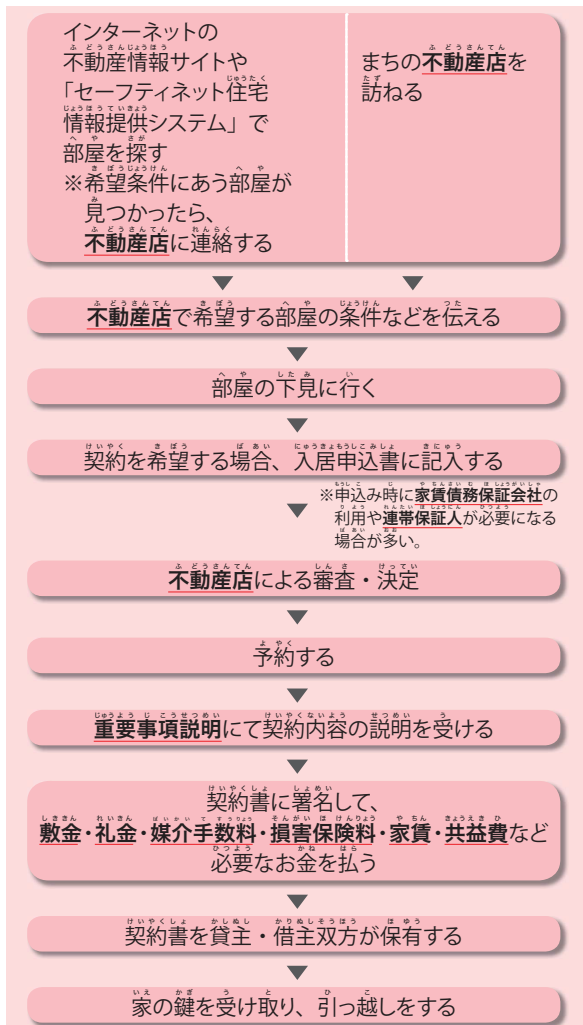 インターネットの
不動産情報サイトや
「セーフティネット住宅
情報提供システム」で
部屋を探す
※希望条件にあう部屋が
見つかったら、
不動産店に連絡する
まちの不動産店を
訪ねる
不動産店で希望する部屋の条件などを伝える
部屋の下見に行く
契約を希望する場合、入居申込書に記入する
※申込み時に家賃債務保証会社の
利用や連帯保証人が必要になる
場合が多い。
不動産店による審査・決定
予約する
重要事項説明にて契約内容の説明を受ける
契約書に署名して、
敷金・礼金・媒介手数料・損害保険料・家賃・共益費など
必要なお金を払う
契約書を貸主・借主双方が保有する
家の鍵を受け取り、引っ越しをする